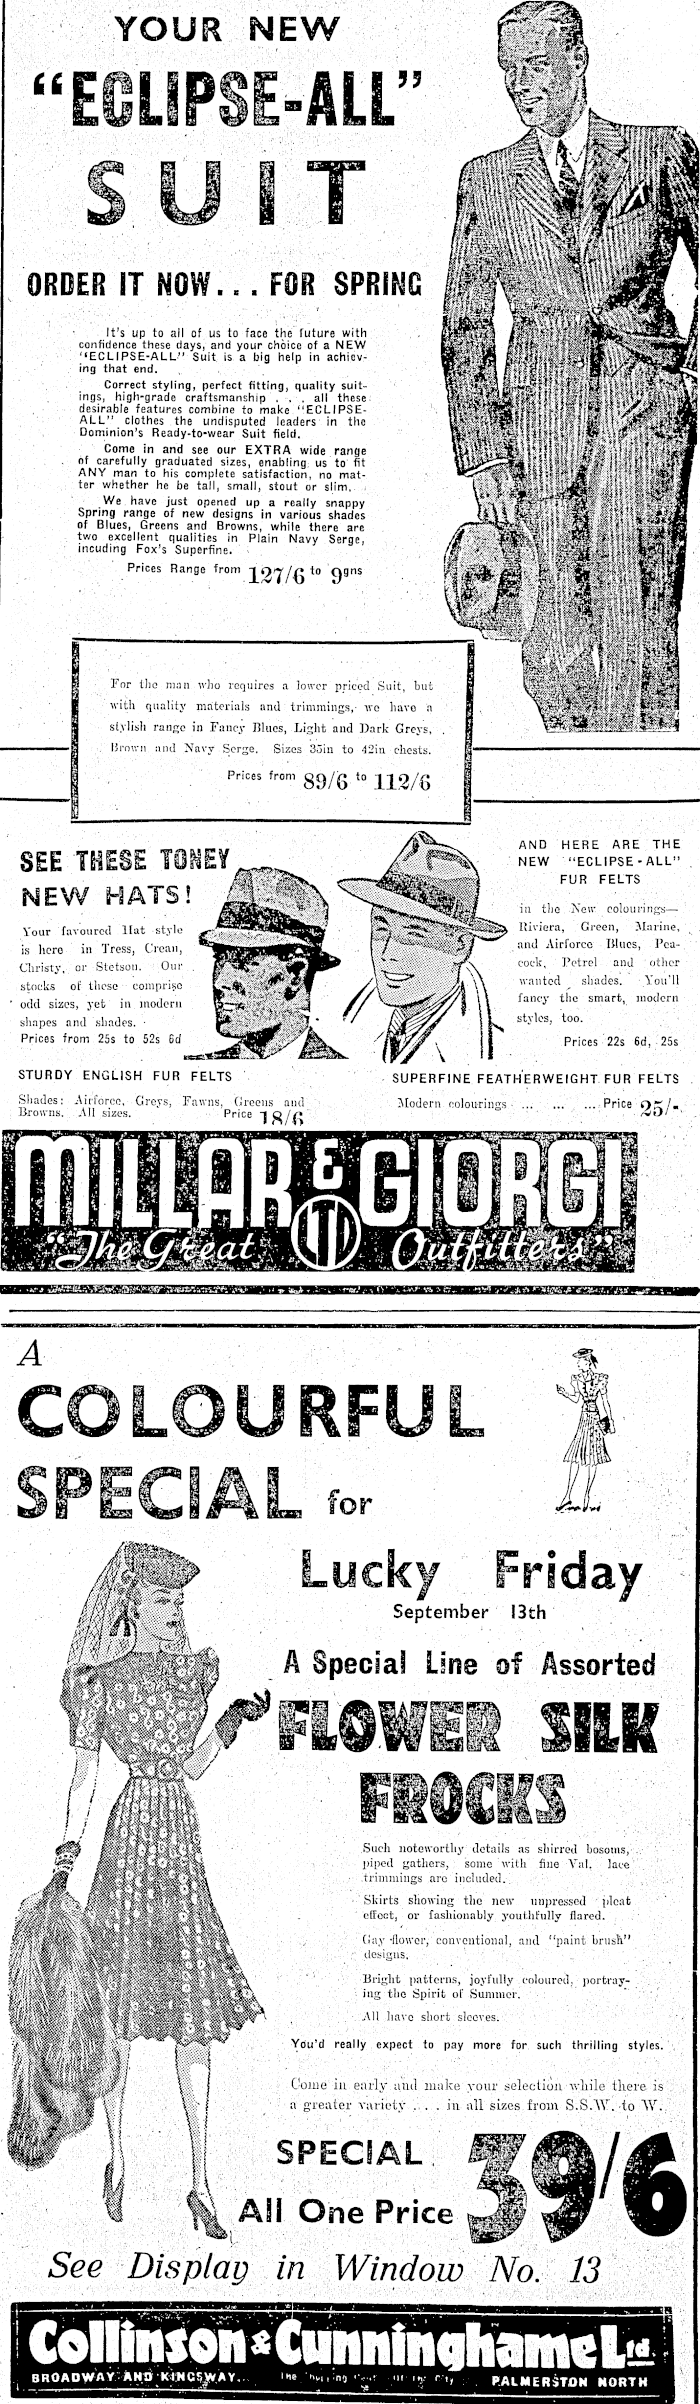 YOUR NEW
“ECLIPSE-ALL”
SUIT
ORDER IT NOW... FOR SPRING
It's up to all of us to face the future with
confidence these days, and your choice of a NEW
“ECLIPSE-ALL” Suit is a big help in achiev-
ing that end.
Correct styling, perfect fitting, quality suit-
ings, high-grade craftsmanship . . . all these
desirable features combine to make “ECLIPSE-
ALL” clothes the undisputed leaders in the
Dominion's Ready-to-wear Suit field.
Come in and see our EXTRA wide range
of carefully graduated sizes, enabling us to fit
ANY man to his complete satisfaction, no mat-
ter whether he be tall, small, stout or slim.
We have just opened up a really snappy
Spring range of new designs in various shades
of Blues, Greens and Browns, while there are
two excellent qualities in Plain Navy Serge,
incuding Fox's Superfine.
Prices Range from 127/6 to 9gns
For the man who requires a lower priced Suit, but
with quality materials and trimmings, we have a
stylish range in Fancy Blues, Light and Dark Greys,
Brown and Navy Serge. Sizes 35in to 42in chests.
Prices from 89/6 to 112/6
SEE THESE TONEY
NEW HATS!
Your favoured Hat style
is here in Tress, Crean,
Christy, or Stetson. Our
stocks of these comprise
odd sizes, yet in modern
shapes and shades.
Prices from 25s to 52s 6d
AND HERE ARE THE
NEW “ECLIPSE-ALL”
FUR FELTS
in the New colourings—
Riviera, Green, Marine,
and Airforce Blues, Pea-
cock, Petrel and other
wanted shades. You'll
fancy the smart, modern
styles, too.
Prices 22s 6d, 25s
STURDY ENGLISH FUR FELTS
Shades: Airforce, Greys, Fawns, Greens and
Browns. All sizes. Price 18/6
SUPERFINE FEATHERWEIGHT FUR FELTS
Modern colourings ... ... ... Price 25/-
MILLAR & GIORGI
“The Great LTD Outfitters”
A
COLOURFUL
SPECIAL for
Lucky Friday
September 13th
A Special Line of Assorted
FLOWER SILK
FROCKS
Such noteworthy details as shirred bosoms,
piped gathers, some with fine Val. lace
trimmings are included.
Skirts showing the new unpressed pleat
effect, or fashionably youthfully flared.
Gay flower, conventional, and “paint brush”
designs.
Bright patterns, joyfully coloured, portray-
ing the Spirit of Summer.
All have short sleeves.
You'd really expect to pay more for such thrilling styles.
Come in early and make your selection while there is
a greater variety . . . in all sizes from S.S.W. to W.
SPECIAL
All One Price 39/6
See Display in Window No. 13
Collinson & Cunninghame Ltd.
BROADWAY AND KINGSWAY The Of the City PALMERSTON NORTH